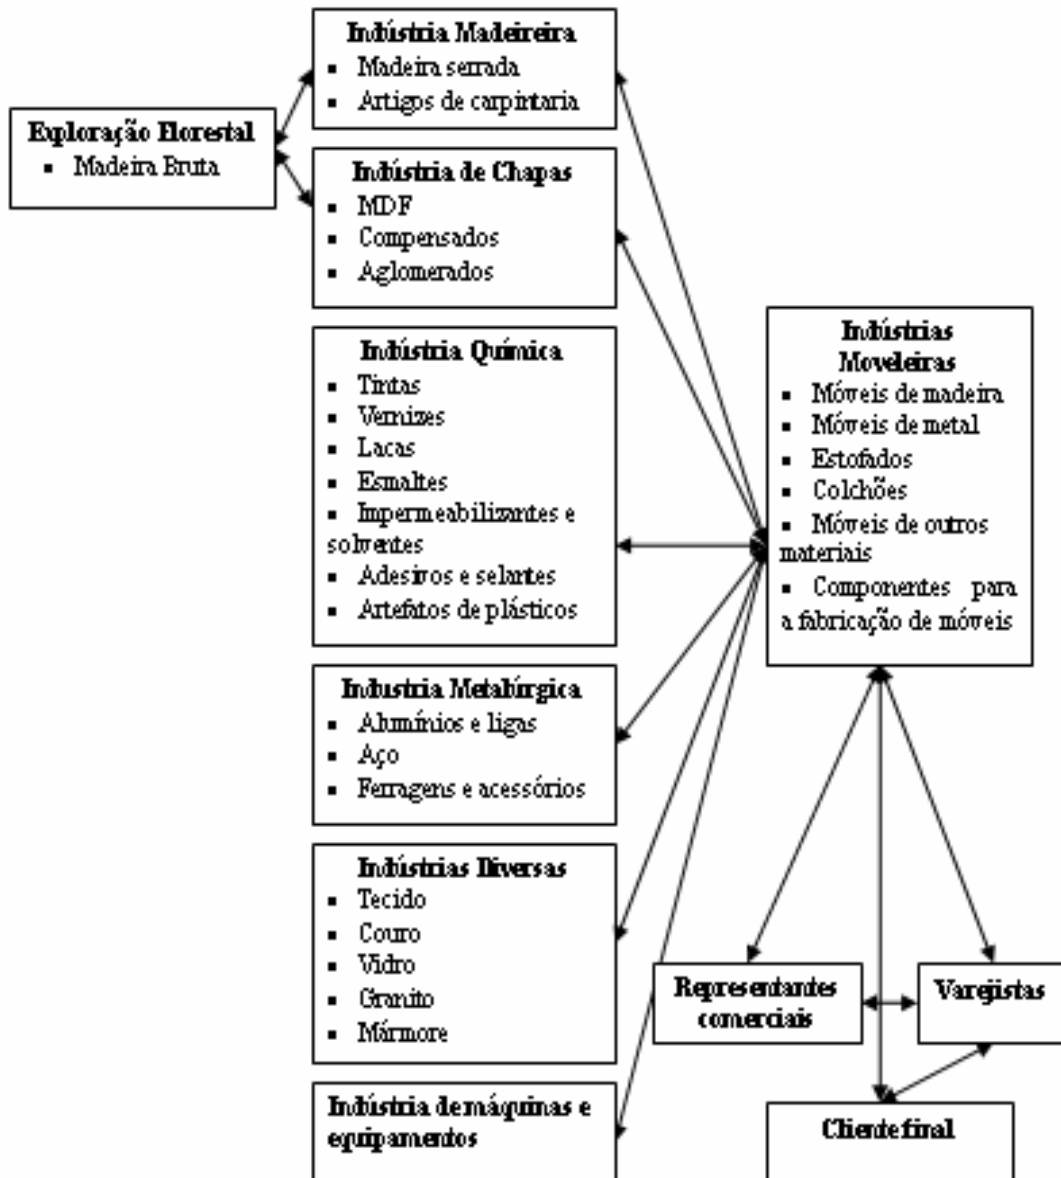 Indústria Madeireira
▪ Madeira serrada
▪ Artigos de carpintaria
Exploração Florestal
▪ Madeira Bruta
Indústria de Chapas
▪ MDF
▪ Compensados
▪ Aglomerados
Indústria Química
▪ Tintas
▪ Vernizes
▪ Lacas
▪ Esmaltes
▪ Impermeabilizantes e
solventes
▪ Adesivos e selantes
▪ Artefatos de plásticos
Industria Metalúrgica
▪ Alumínios e ligas
▪ Aço
▪ Ferragens e acessórios
Indústrias Diversas
▪ Tecido
▪ Couro
▪ Vidro
▪ Granito
▪ Mármore
Indústria de máquinas e
equipamentos
Indústrias
Moveleiras
▪ Móveis de madeira
▪ Móveis de metal
▪ Estofados
▪ Colchões
▪ Móveis de outros
materiais
▪ Componentes para
a fabricação de móveis
Representantes
comerciais
Varejistas
Cliente final